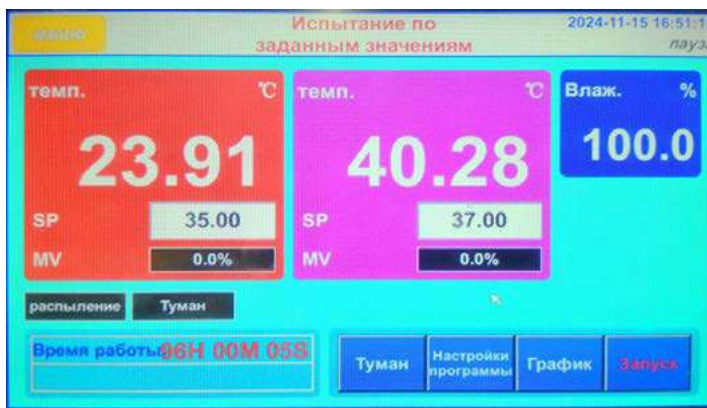 меню
Испытание по
заданным значениям
2024-11-15 16:51:1
пауз
темп. ℃
23.91
SP 35.00
MV 0.0%
темп. ℃
40.28
SP 37.00
MV 0.0%
Влаж. %
100.0
распыление Туман
Время работы 96H 00M 05S
Туман
Настройки
программы
График
Запуск